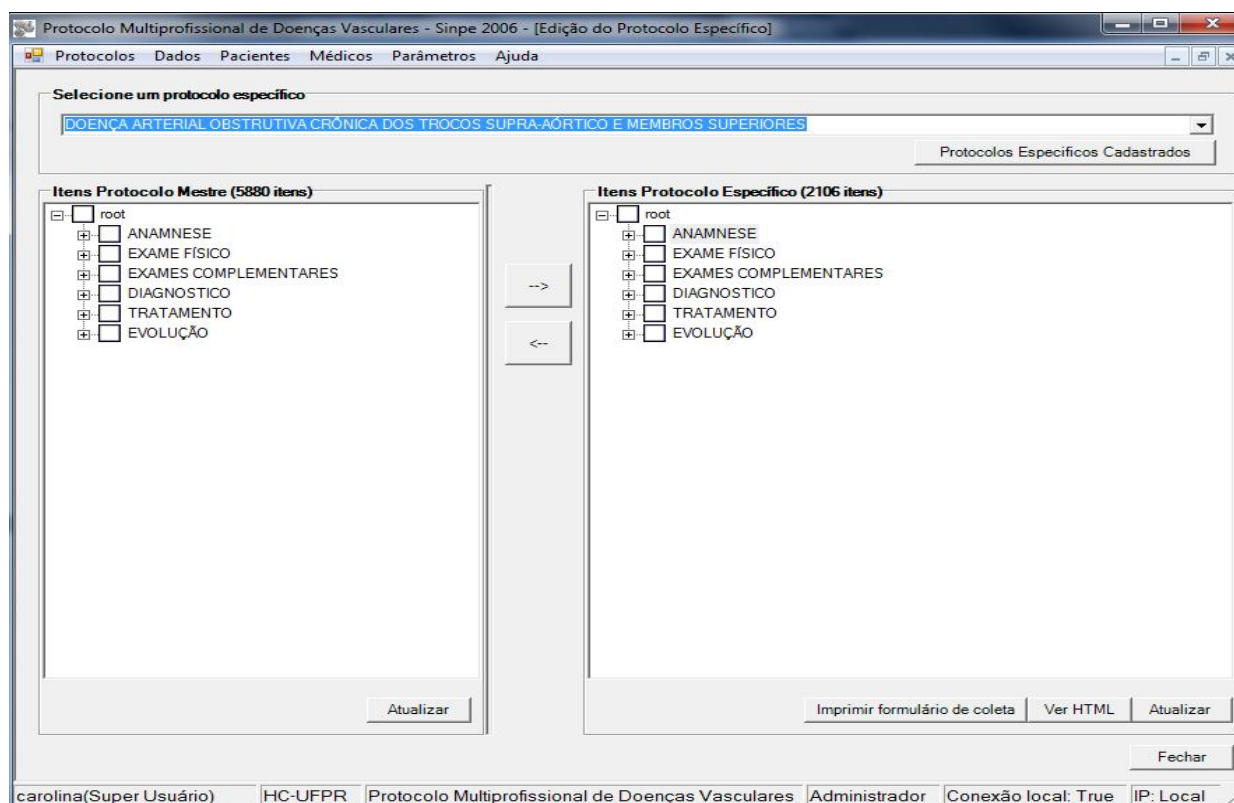 Protocolo Multiprofissional de Doenças Vasculares - Sinpe 2006 - [Edição do Protocolo Específico]
Protocolos Dados Pacientes Médicos Parâmetros Ajuda
Selecione um protocolo específico
DOENÇA ARTERIAL OBSTRUTIVA CRÔNICA DOS TROCOS SUPRA-AÓRTICO E MEMBROS SUPERIORES
Protocolos Especificos Cadastrados
Itens Protocolo Mestre (5880 itens)
root
ANAMNESE
EXAME FÍSICO
EXAMES COMPLEMENTARES
DIAGNOSTICO
TRATAMENTO
EVOLUÇÃO
Atualizar
-->
<--
Itens Protocolo Específico (2106 itens)
root
ANAMNESE
EXAME FÍSICO
EXAMES COMPLEMENTARES
DIAGNOSTICO
TRATAMENTO
EVOLUÇÃO
Imprimir formulário de coleta Ver HTML Atualizar
Fechar
carolina(Super Usuário) HC-UFPR Protocolo Multiprofissional de Doenças Vasculares Administrador Conexão local: True IP: Local